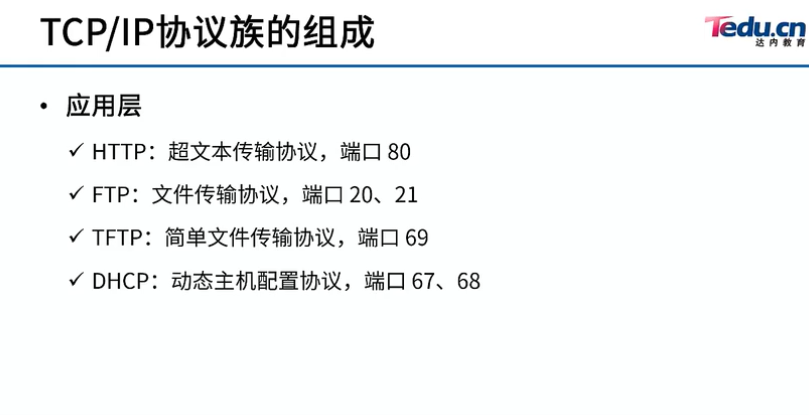 TCP/IP协议族的组成
Tedu.cn
达内教育
• 应用层
✓ HTTP：超文本传输协议，端口 80
✓ FTP：文件传输协议，端口 20、21
✓ TFTP：简单文件传输协议，端口 69
✓ DHCP：动态主机配置协议，端口 67、68